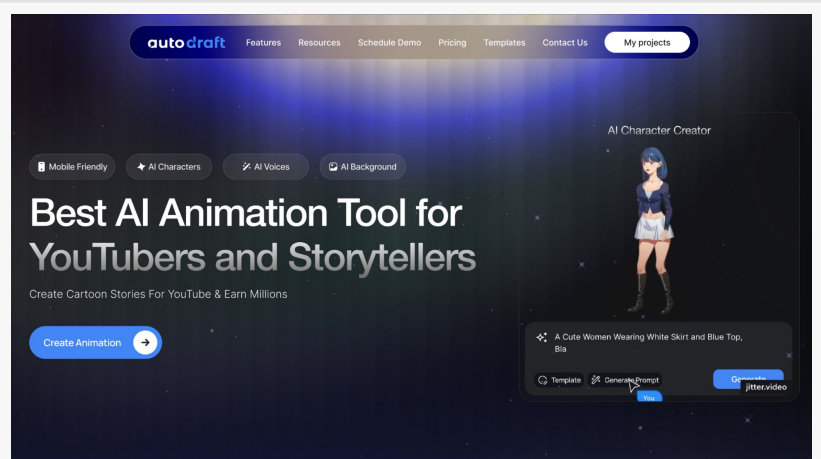 autodraft
Features
Resources
Schedule Demo
Pricing
Templates
Contact Us
My projects
AI Character Creator
Mobile Friendly
AI Characters
AI Voices
AI Background
Best AI Animation Tool for
YouTubers and Storytellers
Create Cartoon Stories For YouTube & Earn Millions
Create Animation
A Cute Women Wearing White Skirt and Blue Top,
Bla
Template
Generate Prompt
Generate
jitter.video
You